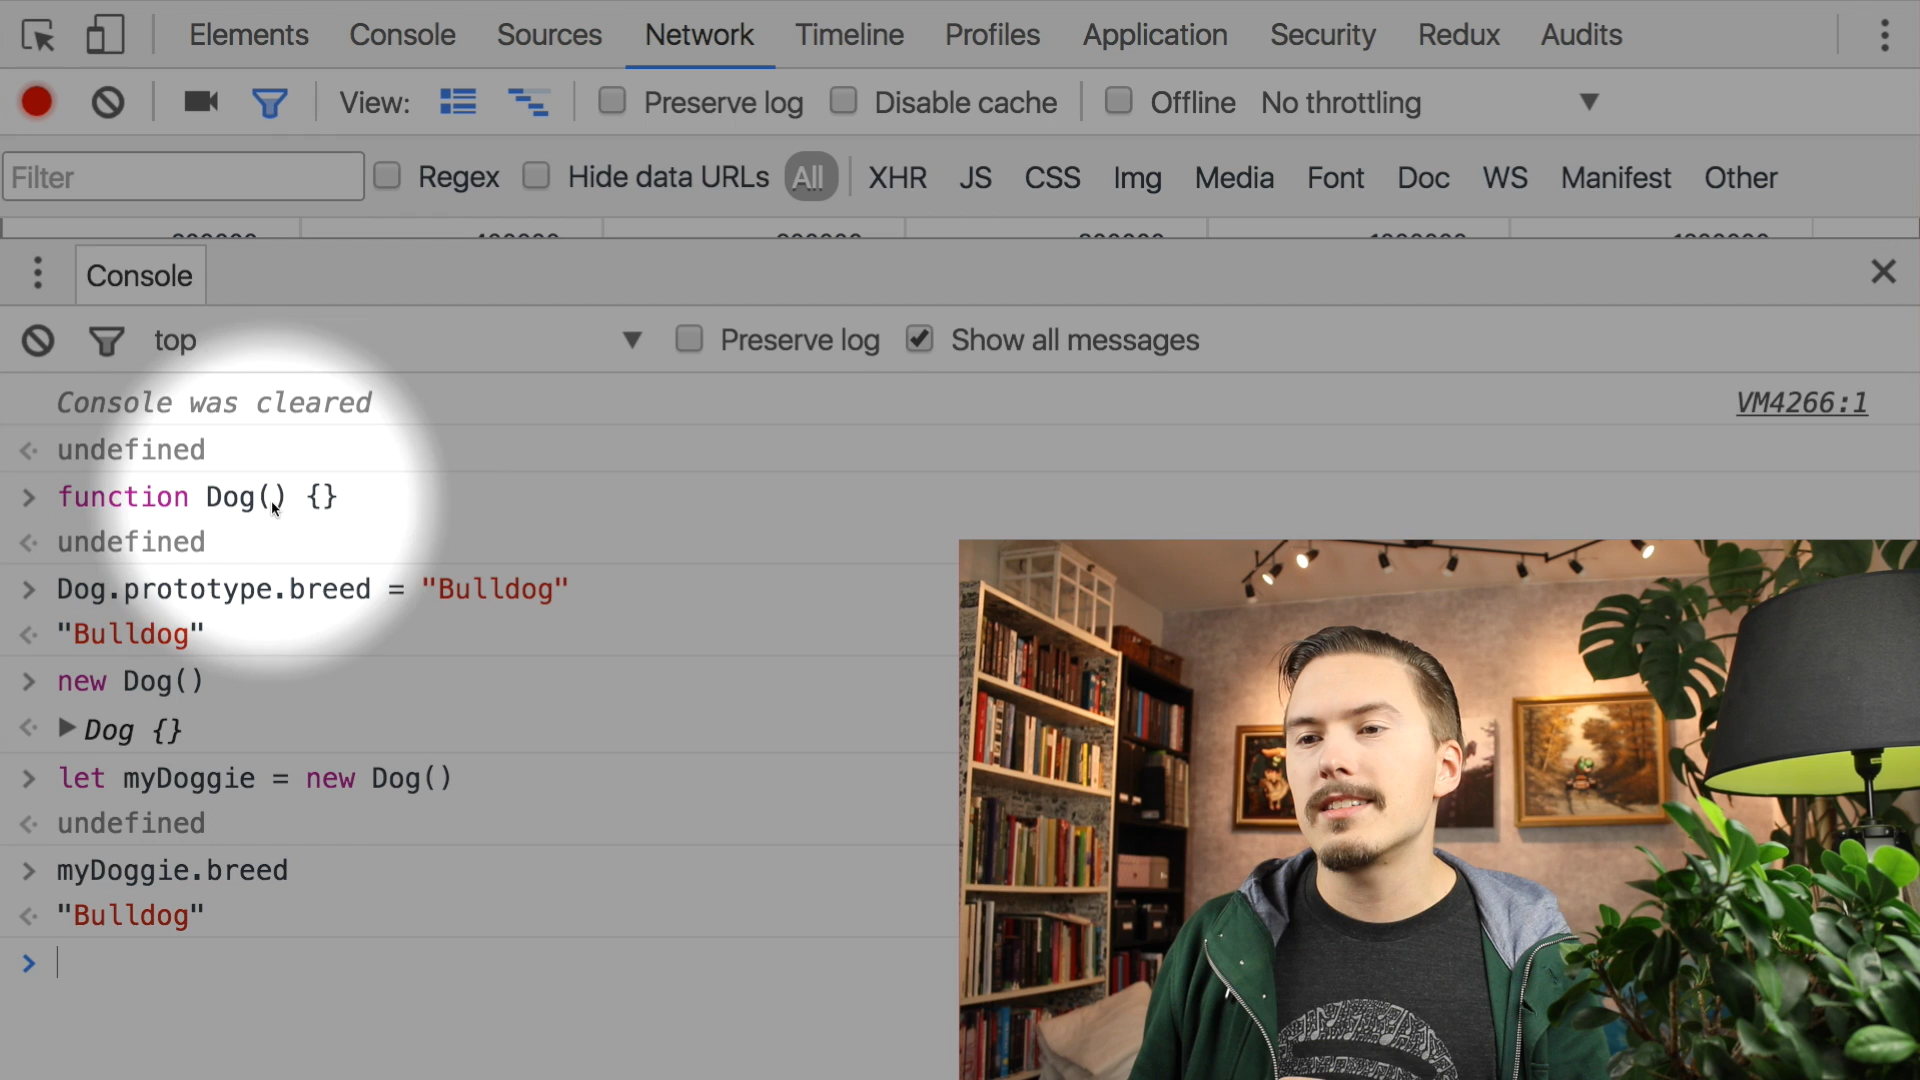 Elements Console Sources Network Timeline Profiles Application Security Redux Audits
View: Preserve log Disable cache Offline No throttling
Filter Regex Hide data URLs All XHR JS CSS Img Media Font Doc WS Manifest Other
Console
top Preserve log Show all messages
Console was cleared VM4266:1
undefined
function Dog() {}
undefined
Dog.prototype.breed = "Bulldog"
"Bulldog"
new Dog()
Dog {}
let myDoggie = new Dog()
undefined
myDoggie.breed
"Bulldog"